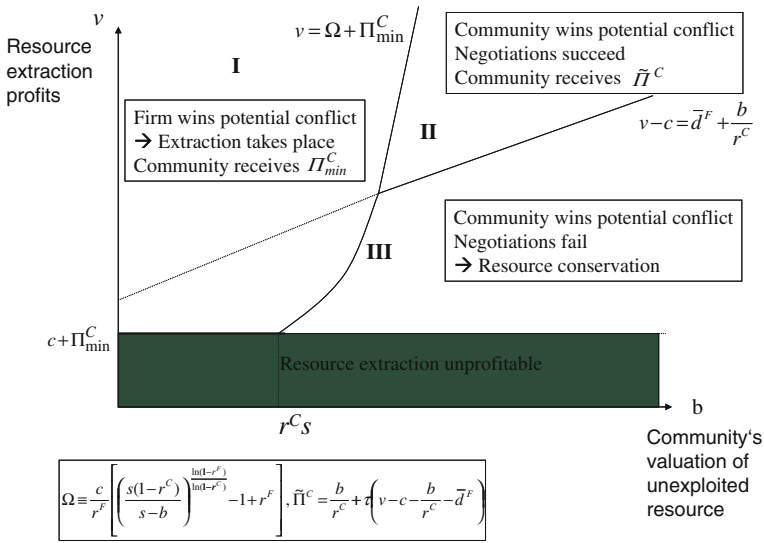 v
Resource
extraction
profits
v = Ω + Π^C_min
I
Community wins potential conflict
Negotiations succeed
Community receives Π̃^C
Firm wins potential conflict
→ Extraction takes place
Community receives Π^C_min
II
v − c = d̅^F + b/r^C
III
Community wins potential conflict
Negotiations fail
→ Resource conservation
c + Π^C_min
Resource extraction unprofitable
r^C s
b
Community's
valuation of
unexploited
resource
Ω ≡ c/r^F [ ( s(1−r^C) / (s−b) )^( ln(1−r^F) / ln(1−r^C) ) − 1 + r^F ], Π̃^C = b/r^C + τ( v − c − b/r^C − d̅^F )